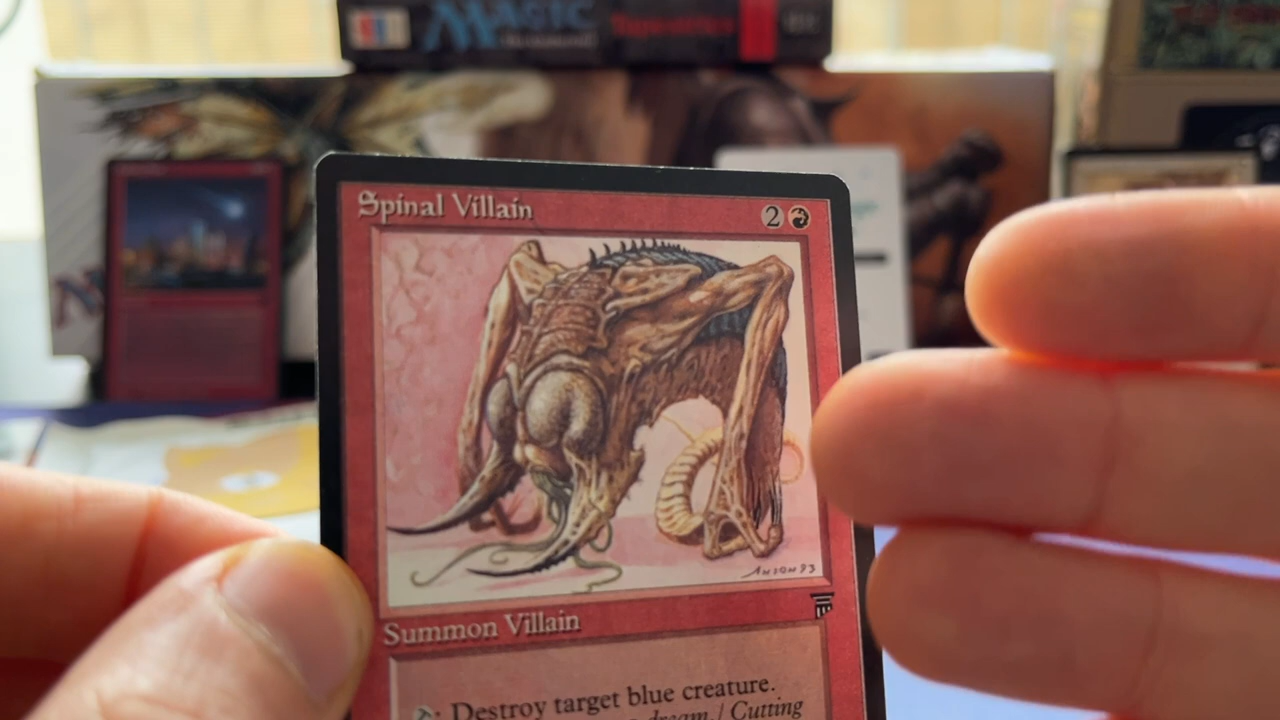 MAGIC
Spinal Villain
2
ANSON 93
Summon Villain
: Destroy target blue creature.
dream. / Cutting